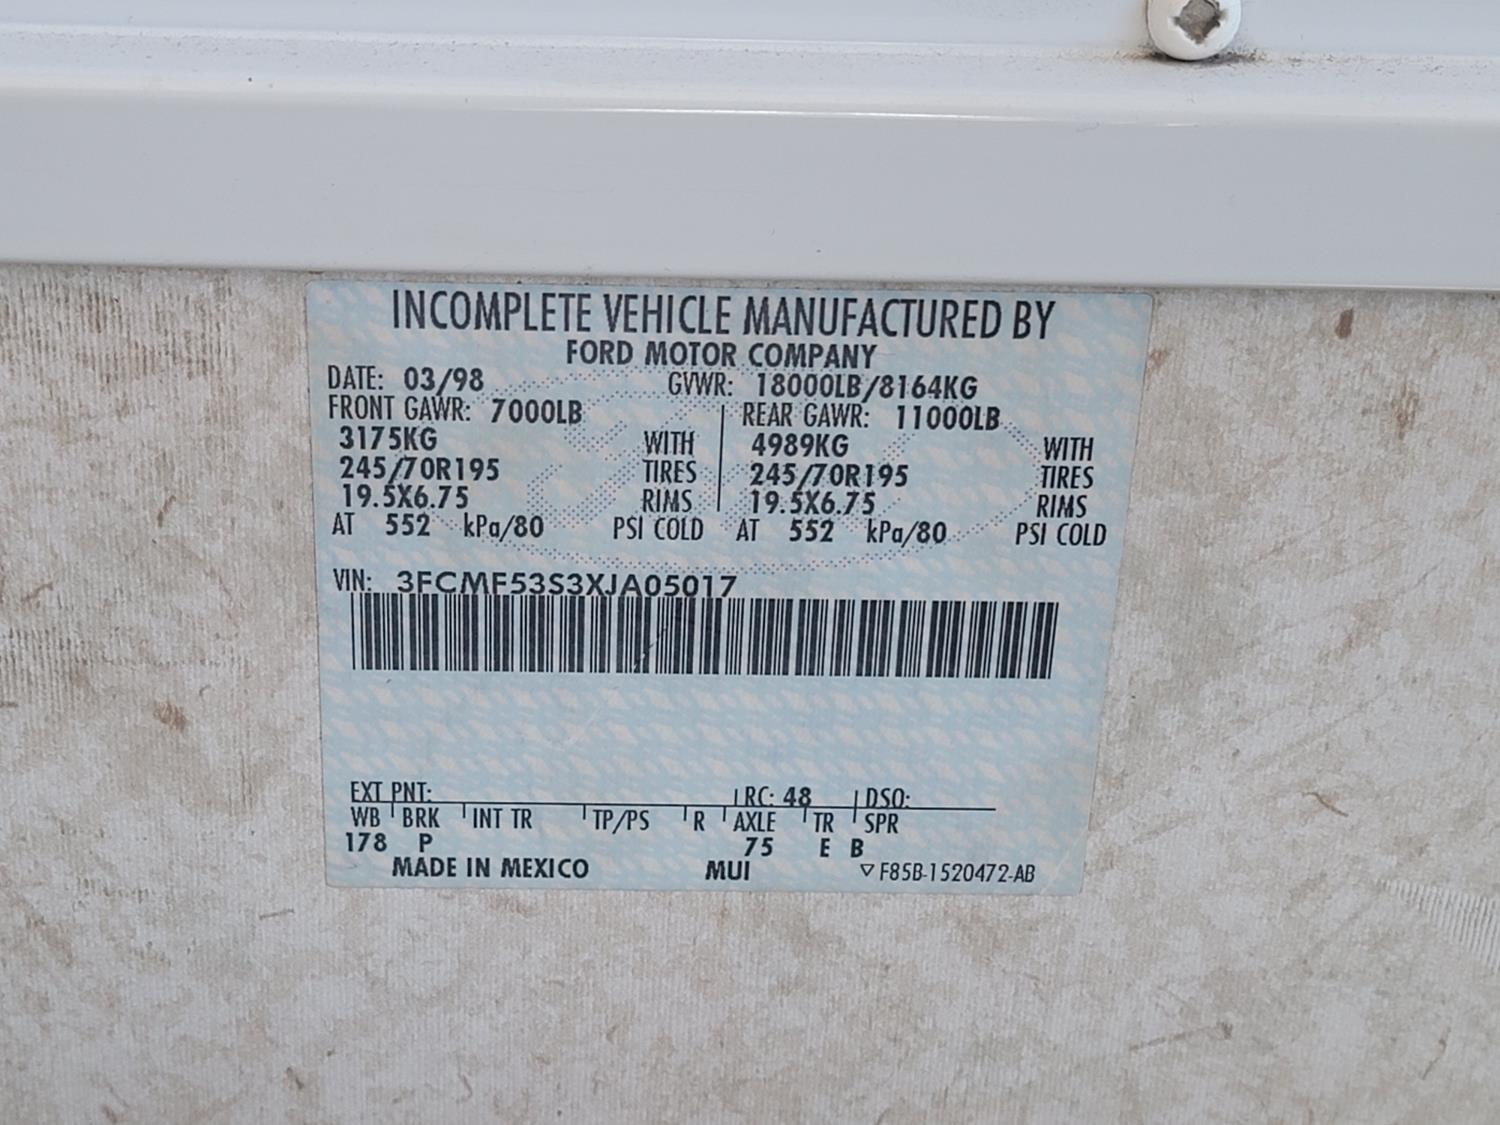 INCOMPLETE VEHICLE MANUFACTURED BY
FORD MOTOR COMPANY
DATE: 03/98 GVWR: 18000LB/8164KG
FRONT GAWR: 7000LB REAR GAWR: 11000LB
3175KG WITH 4989KG WITH
245/70R195 TIRES 245/70R195 TIRES
19.5X6.75 RIMS 19.5X6.75 RIMS
AT 552 kPa/80 PSI COLD AT 552 kPa/80 PSI COLD
VIN: 3FCMF53S3XJA05017
EXT PNT: RC: 48 DSO:
WB BRK INT TR TP/PS R AXLE TR SPR
178 P 75 E B
MADE IN MEXICO MUI ▽ F85B-1520472-AB